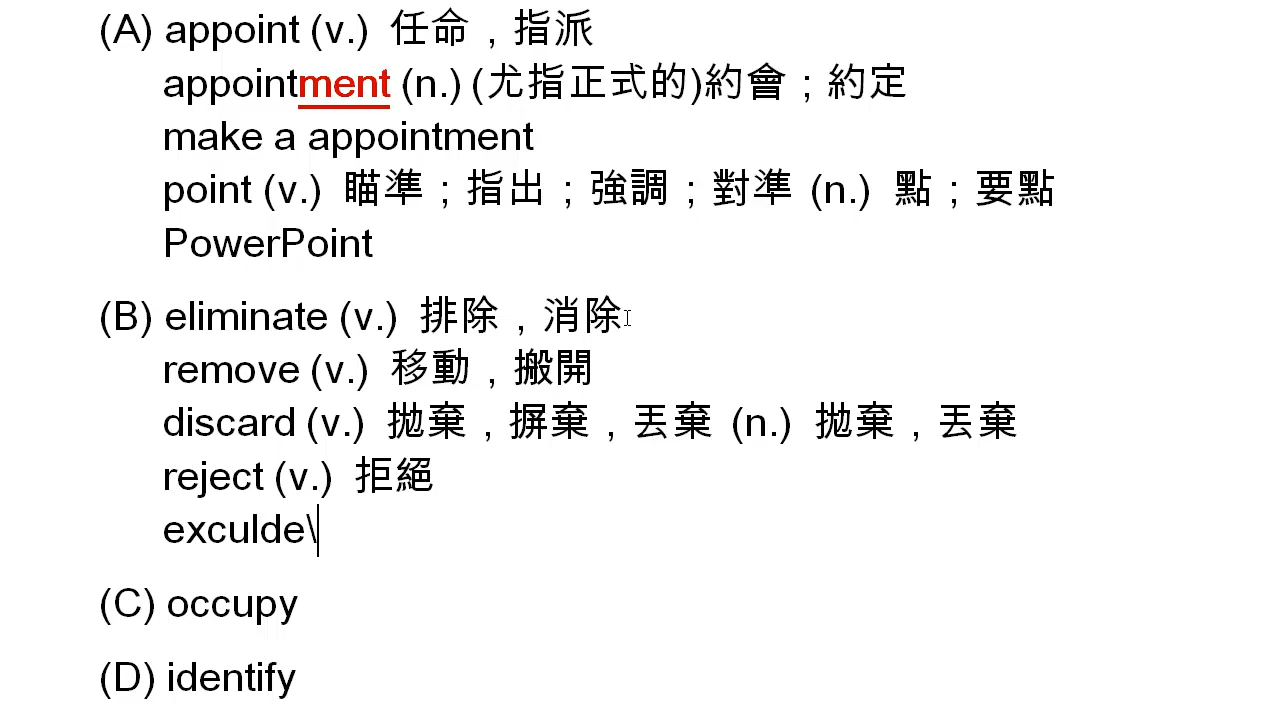 (A) appoint (v.) 任命，指派
appointment (n.) (尤指正式的)約會；約定
make a appointment
point (v.) 瞄準；指出；強調；對準 (n.) 點；要點
PowerPoint
(B) eliminate (v.) 排除，消除
remove (v.) 移動，搬開
discard (v.) 拋棄，摒棄，丟棄 (n.) 拋棄，丟棄
reject (v.) 拒絕
exculde\
(C) occupy
(D) identify